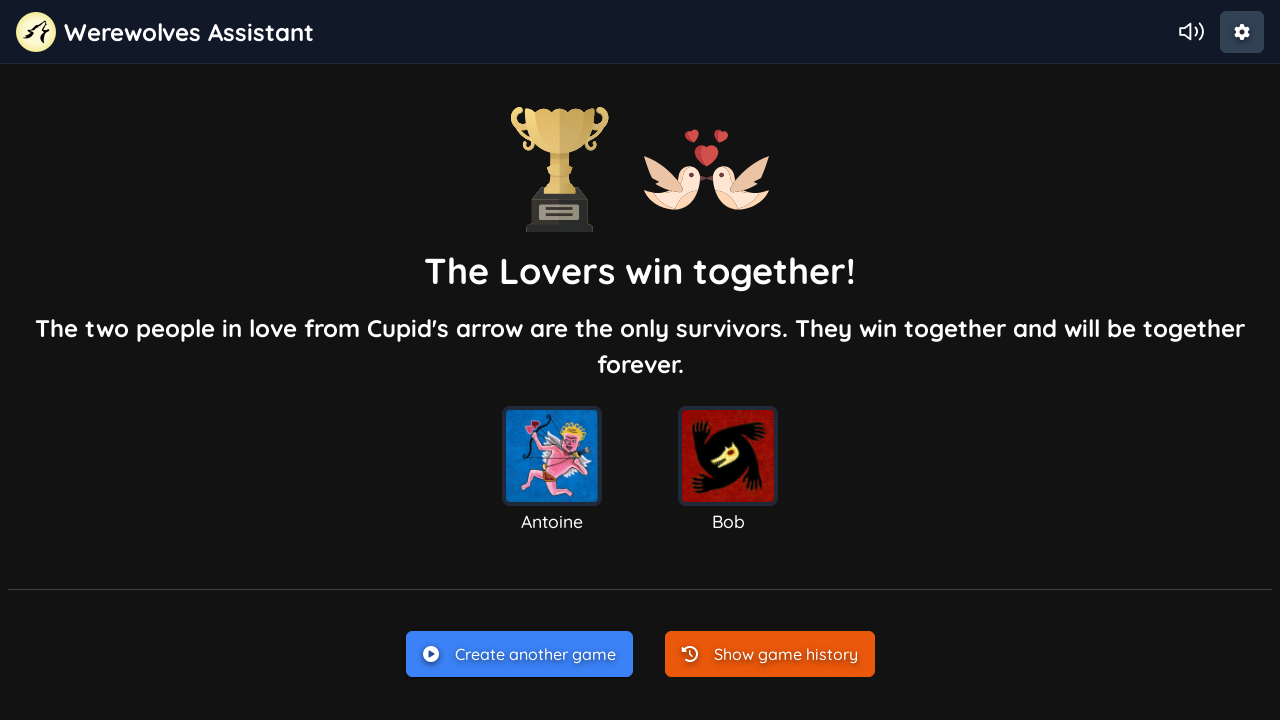 Werewolves Assistant
The Lovers win together!
The two people in love from Cupid's arrow are the only survivors. They win together and will be together
forever.
Antoine
Bob
Create another game
Show game history